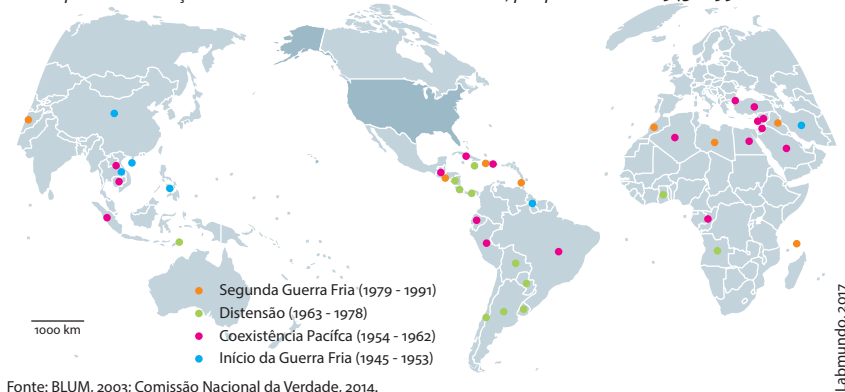 Segunda Guerra Fria (1979 - 1991)
Distensão (1963 - 1978)
Coexistência Pacífca (1954 - 1962)
Início da Guerra Fria (1945 - 1953)
1000 km
Fonte: BLUM, 2003; Comissão Nacional da Verdade, 2014.
Labmundo, 2017